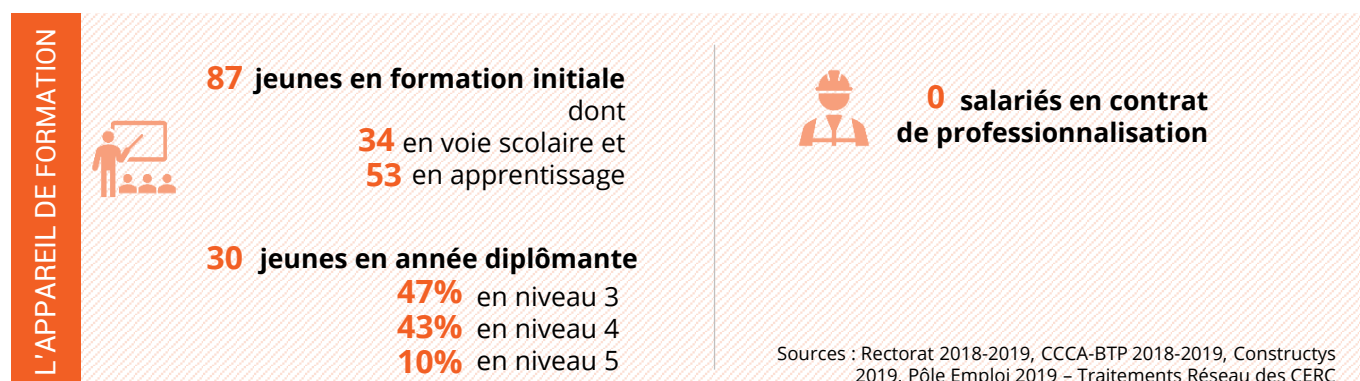 L'APPAREIL DE FORMATION
87 jeunes en formation initiale
dont
34 en voie scolaire et
53 en apprentissage
30 jeunes en année diplômante
47% en niveau 3
43% en niveau 4
10% en niveau 5
0 salariés en contrat
de professionnalisation
Sources : Rectorat 2018-2019, CCCA-BTP 2018-2019, Constructys
2019, Pôle Emploi 2019 – Traitements Réseau des CERC